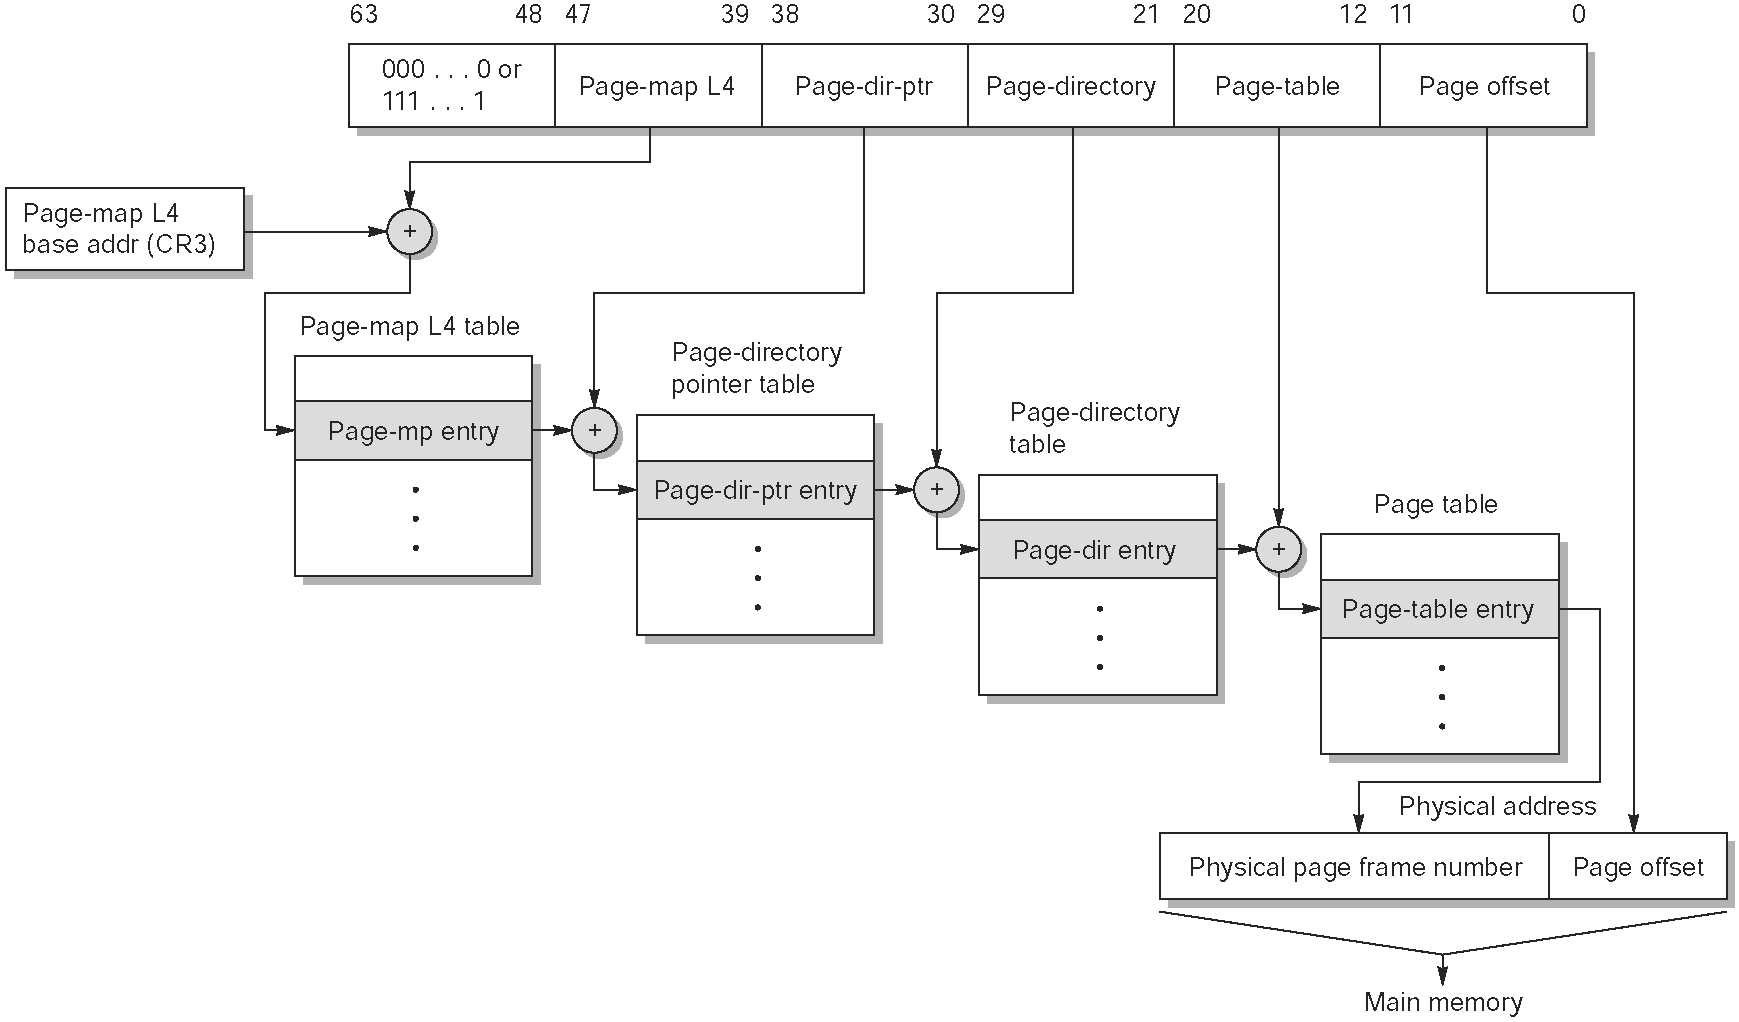 63 48 47 39 38 30 29 21 20 12 11 0
000 . . . 0 or
111 . . . 1
Page-map L4
Page-dir-ptr
Page-directory
Page-table
Page offset
Page-map L4
base addr (CR3)
+
Page-map L4 table
Page-mp entry
+
Page-directory
pointer table
Page-dir-ptr entry
+
Page-directory
table
Page-dir entry
+
Page table
Page-table entry
Physical address
Physical page frame number
Page offset
Main memory